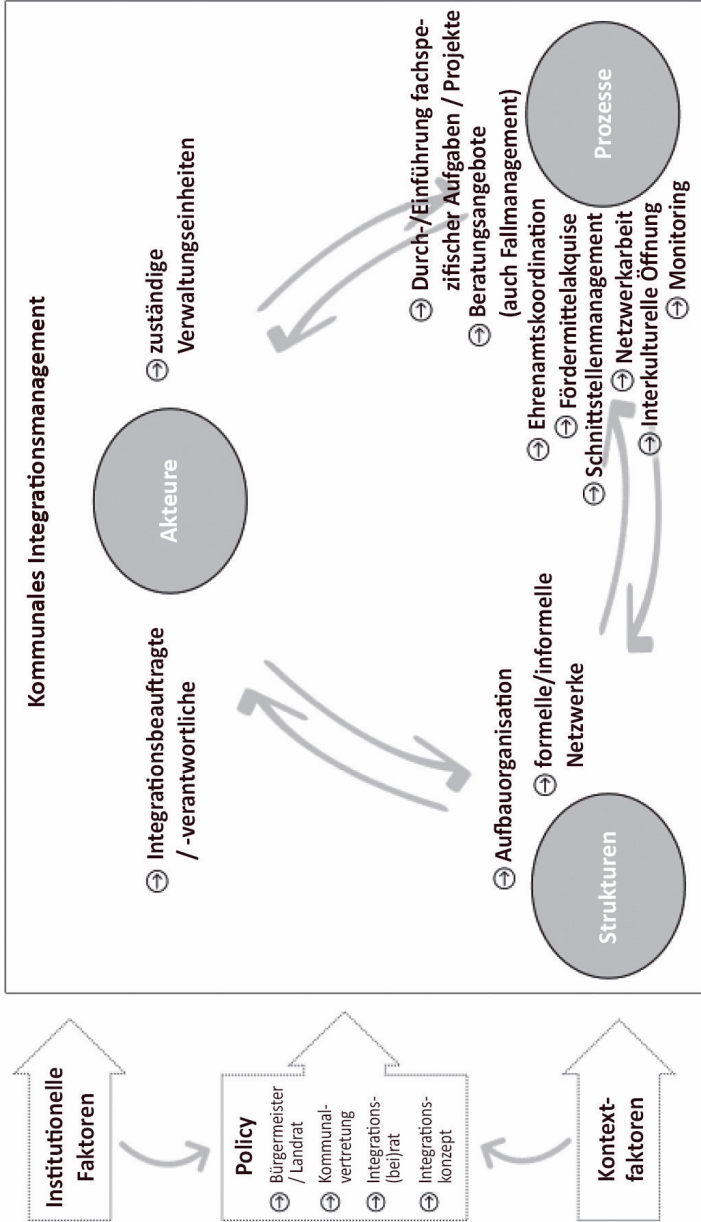 Institutionelle
Faktoren
Policy
Bürgermeister
/ Landrat
Kommunal-
vertretung
Integrations-
(bei)rat
Integrations-
konzept
Kontext-
faktoren
Kommunales Integrationsmanagement
Akteure
Integrationsbeauftragte
/ -verantwortliche
zuständige
Verwaltungseinheiten
Strukturen
Aufbauorganisation
formelle/informelle
Netzwerke
Prozesse
Durch-/Einführung fachspe-
zifischer Aufgaben / Projekte
Beratungsangebote
(auch Fallmanagement)
Ehrenamtskoordination
Fördermittelakquise
Schnittstellenmanagement
Netzwerkarbeit
Interkulturelle Öffnung
Monitoring